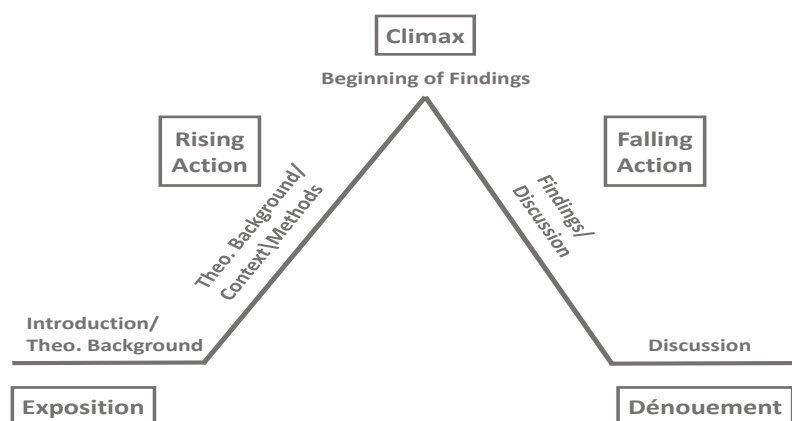 Climax
Beginning of Findings
Rising
Action
Falling
Action
Theo. Background/
Context\Methods
Findings/
Discussion
Introduction/
Theo. Background
Discussion
Exposition
Dénouement